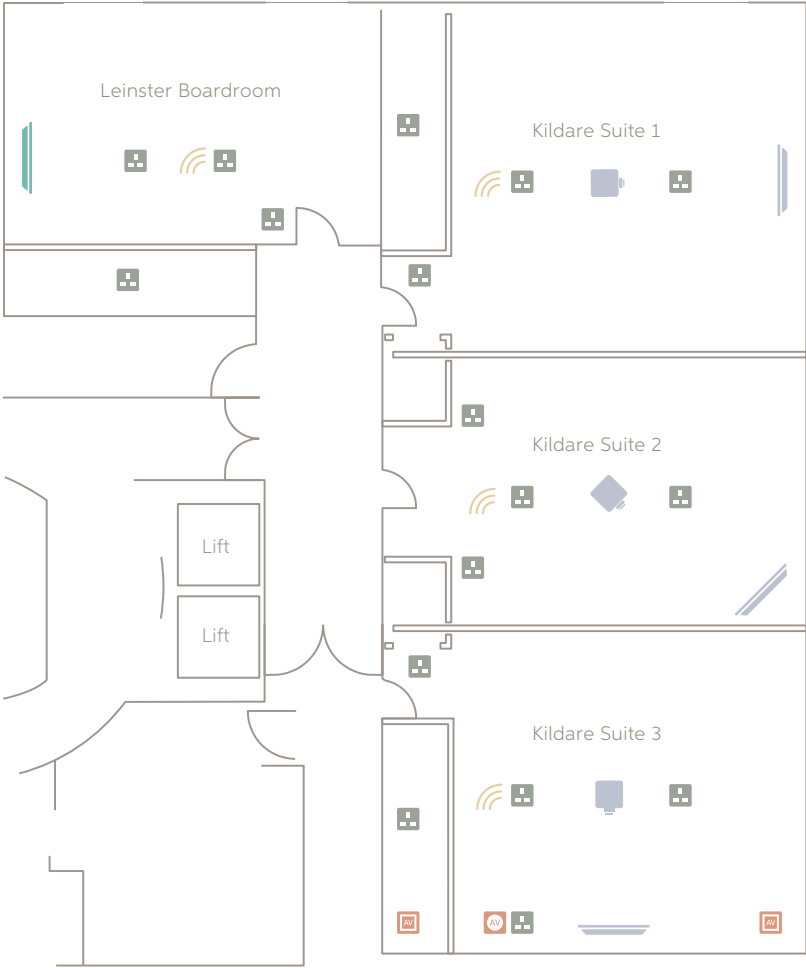 Leinster Boardroom
Kildare Suite 1
Kildare Suite 2
Lift
Lift
Kildare Suite 3
AV
AV
AV